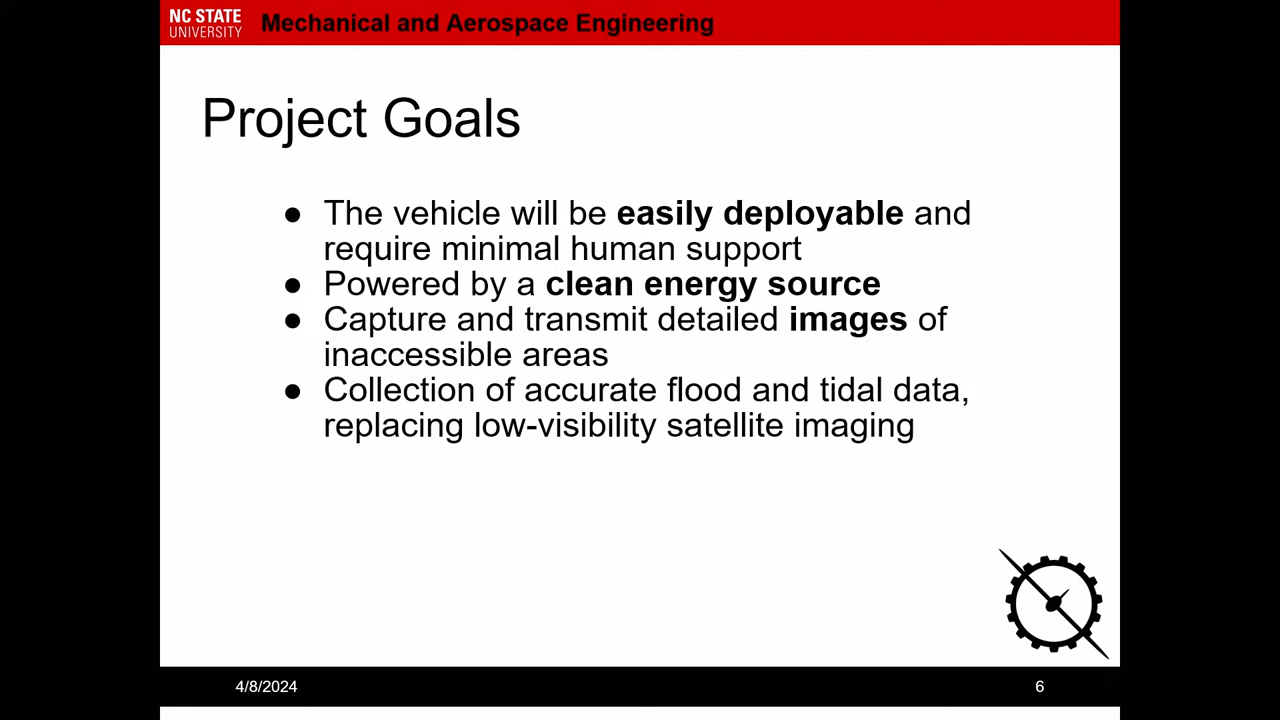 NC STATE
UNIVERSITY
Mechanical and Aerospace Engineering
Project Goals
● The vehicle will be easily deployable and
require minimal human support
● Powered by a clean energy source
● Capture and transmit detailed images of
inaccessible areas
● Collection of accurate flood and tidal data,
replacing low-visibility satellite imaging
4/8/2024
6